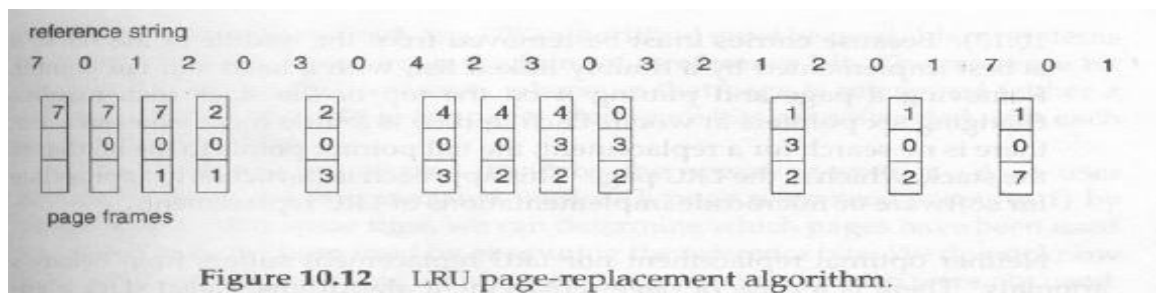 reference string
7 0 1 2 0 3 0 4 2 3 0 3 2 1 2 0 1 7 0 1
7 7 7 2 2 4 4 4 0 1 1 1
0 0 0 0 0 0 3 3 3 0 0
1 1 3 3 2 2 2 2 2 7
page frames
Figure 10.12 LRU page-replacement algorithm.